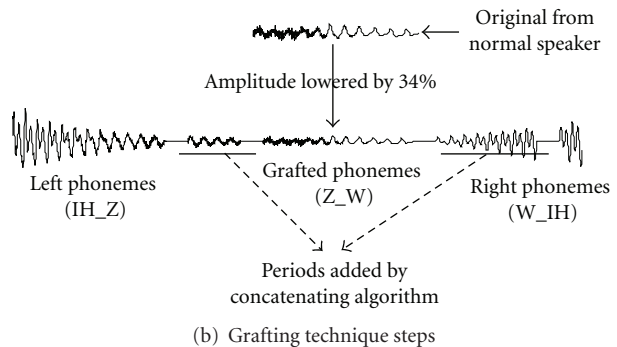 Original from
normal speaker
Amplitude lowered by 34%
Left phonemes
(IH_Z)
Grafted phonemes
(Z_W)
Right phonemes
(W_IH)
Periods added by
concatenating algorithm
(b) Grafting technique steps